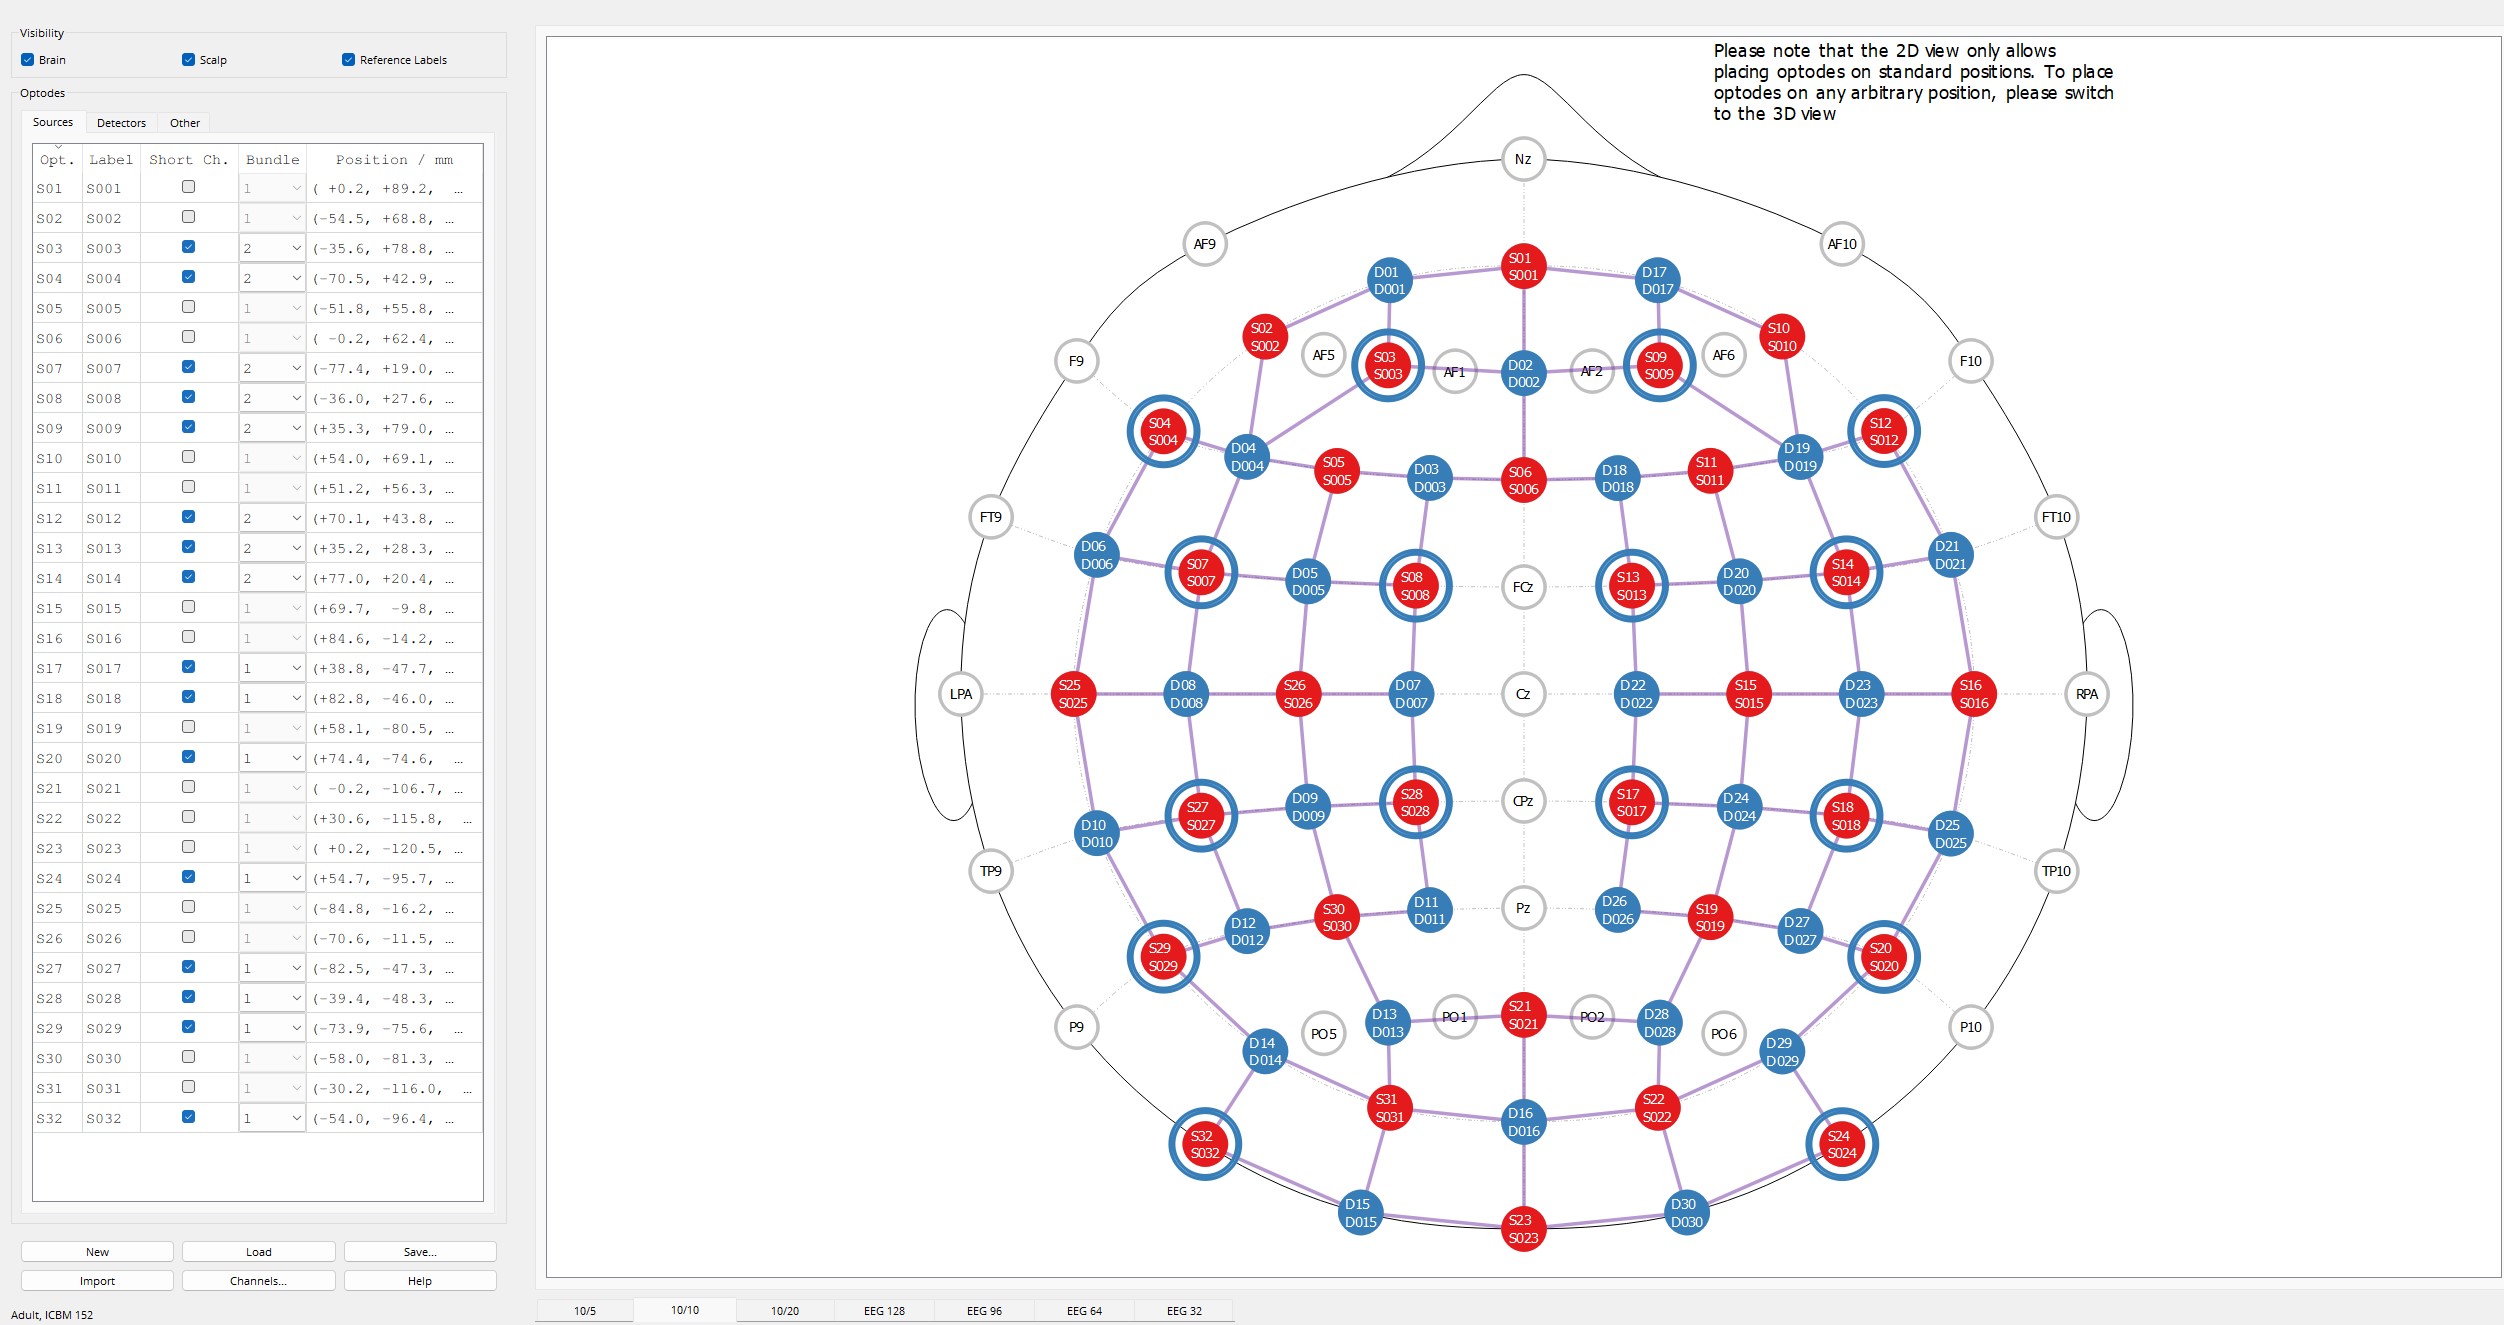 Visibility
Brain Scalp Reference Labels
Optodes
Sources Detectors Other
Opt. Label Short Ch. Bundle Position / mm
S01 S001 1 ( +0.2, +89.2, …
S02 S002 1 (-54.5, +68.8, …
S03 S003 2 (-35.6, +78.8, …
S04 S004 2 (-70.5, +42.9, …
S05 S005 1 (-51.8, +55.8, …
S06 S006 1 ( -0.2, +62.4, …
S07 S007 2 (-77.4, +19.0, …
S08 S008 2 (-36.0, +27.6, …
S09 S009 2 (+35.3, +79.0, …
S10 S010 1 (+54.0, +69.1, …
S11 S011 1 (+51.2, +56.3, …
S12 S012 2 (+70.1, +43.8, …
S13 S013 2 (+35.2, +28.3, …
S14 S014 2 (+77.0, +20.4, …
S15 S015 1 (+69.7, -9.8, …
S16 S016 1 (+84.6, -14.2, …
S17 S017 1 (+38.8, -47.7, …
S18 S018 1 (+82.8, -46.0, …
S19 S019 1 (+58.1, -80.5, …
S20 S020 1 (+74.4, -74.6, …
S21 S021 1 ( -0.2, -106.7, …
S22 S022 1 (+30.6, -115.8, …
S23 S023 1 ( +0.2, -120.5, …
S24 S024 1 (+54.7, -95.7, …
S25 S025 1 (-84.8, -16.2, …
S26 S026 1 (-70.6, -11.5, …
S27 S027 1 (-82.5, -47.3, …
S28 S028 1 (-39.4, -48.3, …
S29 S029 1 (-73.9, -75.6, …
S30 S030 1 (-58.0, -81.3, …
S31 S031 1 (-30.2, -116.0, …
S32 S032 1 (-54.0, -96.4, …
New Load Save...
Import Channels... Help
Adult, ICBM 152
Please note that the 2D view only allows
placing optodes on standard positions. To place
optodes on any arbitrary position, please switch
to the 3D view
Nz
AF9 AF10
S01
S001
D01
D001
D17
D017
S02
S002
S10
S010
AF5
S03
S003
AF1
D02
D002
AF2
S09
S009
AF6
F9 F10
S04
S004
S12
S012
D04
D004
S05
S005
D03
D003
S06
S006
D18
D018
S11
S011
D19
D019
FT9 FT10
D06
D006
S07
S007
D05
D005
S08
S008
FCz
S13
S013
D20
D020
S14
S014
D21
D021
LPA
S25
S025
D08
D008
S26
S026
D07
D007
Cz
D22
D022
S15
S015
D23
D023
S16
S016
RPA
D10
D010
S27
S027
D09
D009
S28
S028
CPz
S17
S017
D24
D024
S18
S018
D25
D025
TP9 TP10
S29
S029
D12
D012
S30
S030
D11
D011
Pz
D26
D026
S19
S019
D27
D027
S20
S020
P9
PO5
D13
D013
PO1
S21
S021
PO2
D28
D028
PO6
P10
D14
D014
D29
D029
S31
S031
D16
D016
S22
S022
S32
S032
S24
S024
D15
D015
S23
S023
D30
D030
10/5 10/10 10/20 EEG 128 EEG 96 EEG 64 EEG 32